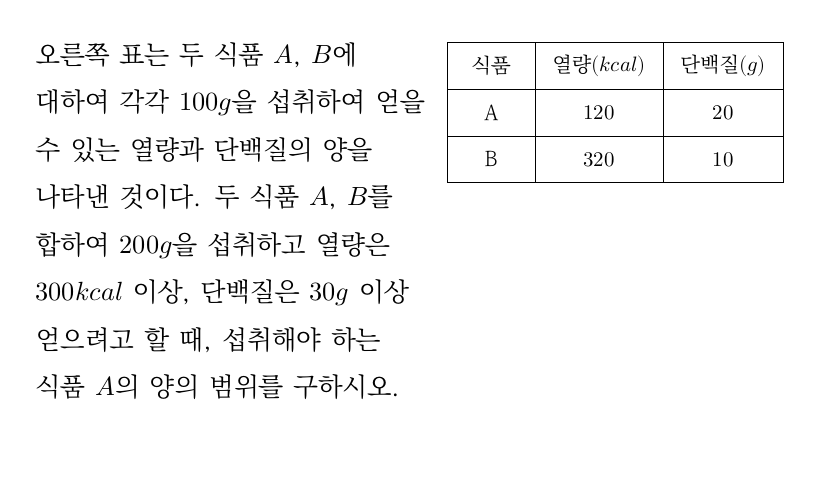 오른쪽 표는 두 식품 A, B에
대하여 각각 100g을 섭취하여 얻을
수 있는 열량과 단백질의 양을
나타낸 것이다. 두 식품 A, B를
합하여 200g을 섭취하고 열량은
300kcal 이상, 단백질은 30g 이상
얻으려고 할 때, 섭취해야 하는
식품 A의 양의 범위를 구하시오.
식품 열량(kcal) 단백질(g)
A 120 20
B 320 10